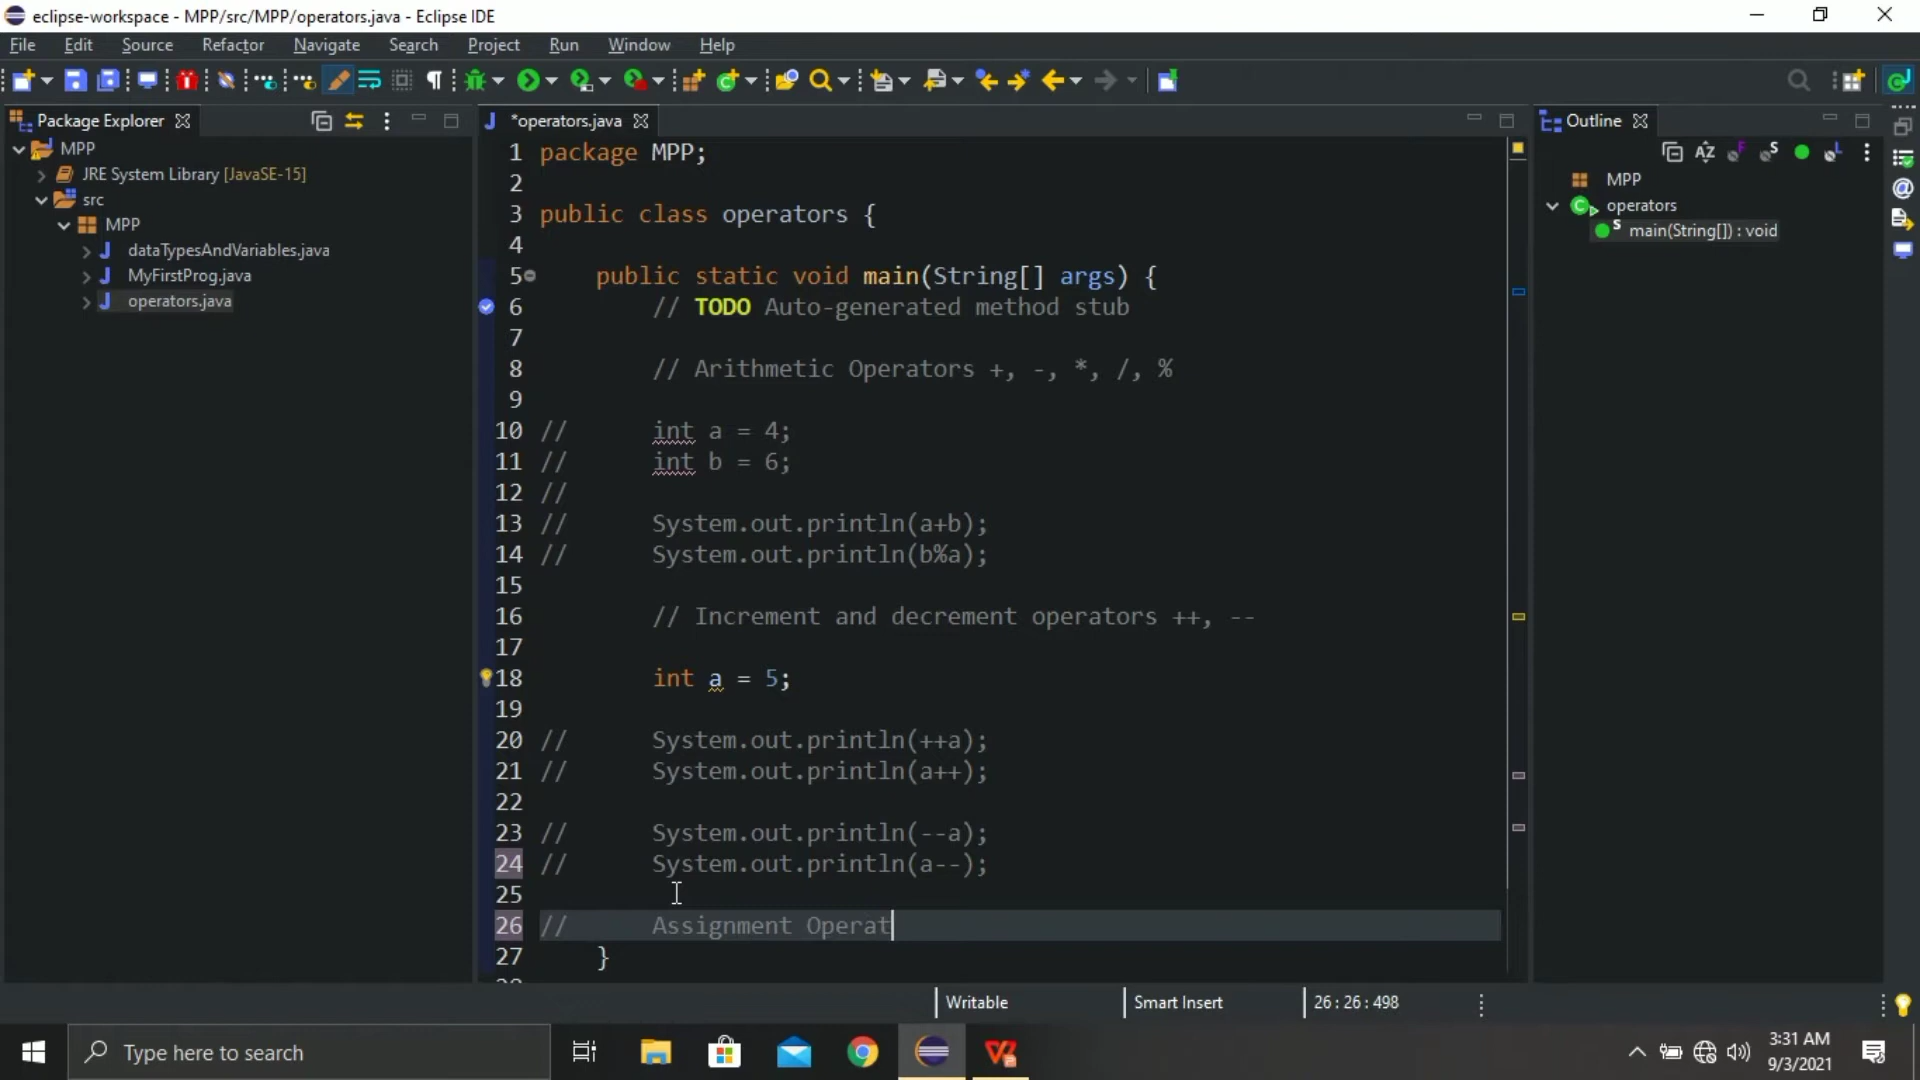 eclipse-workspace - MPP/src/MPP/operators.java - Eclipse IDE
File Edit Source Refactor Navigate Search Project Run Window Help
Package Explorer
*operators.java
Outline
MPP
JRE System Library [JavaSE-15]
src
MPP
dataTypesAndVariables.java
MyFirstProg.java
operators.java
1 package MPP;
2
3 public class operators {
4
5 public static void main(String[] args) {
6 // TODO Auto-generated method stub
7
8 // Arithmetic Operators +, -, *, /, %
9
10 // int a = 4;
11 // int b = 6;
12 //
13 // System.out.println(a+b);
14 // System.out.println(b%a);
15
16 // Increment and decrement operators ++, --
17
18 int a = 5;
19
20 // System.out.println(++a);
21 // System.out.println(a++);
22
23 // System.out.println(--a);
24 // System.out.println(a--);
25
26 // Assignment Operat
27 }
MPP
operators
main(String[]) : void
Writable Smart Insert 26 : 26 : 498
Type here to search
3:31 AM
9/3/2021